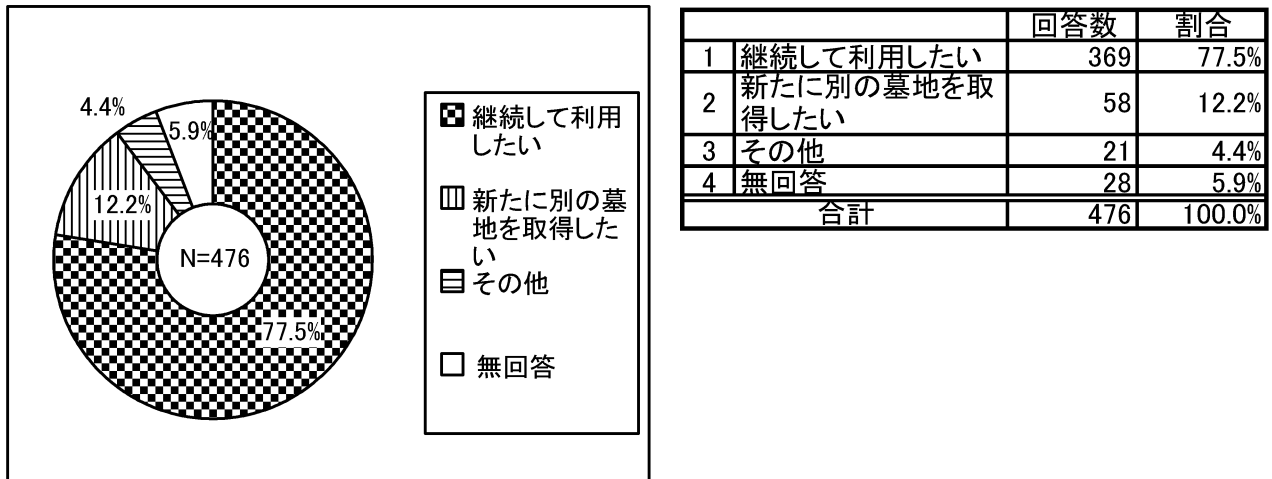 4.4%
5.9%
12.2%
N=476
77.5%
継続して利用
したい
新たに別の墓
地を取得した
い
その他
無回答
回答数 割合
1 継続して利用したい 369 77.5%
2 新たに別の墓地を取
得したい 58 12.2%
3 その他 21 4.4%
4 無回答 28 5.9%
合計 476 100.0%